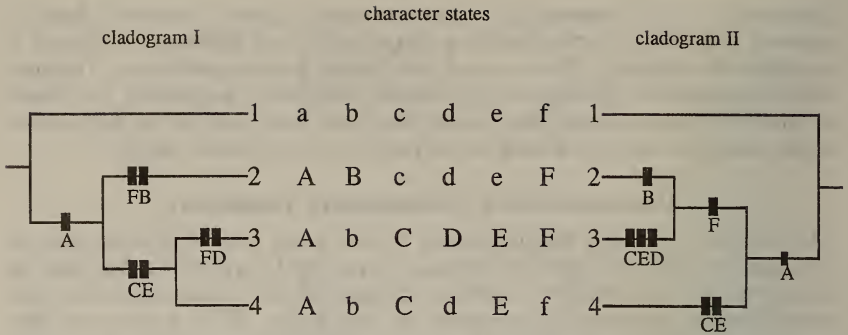 character states
cladogram I
cladogram II
1 a b c d e f 1
2 A B c d e F 2
FB
B
F
A
3 A b C D E F 3
FD
CED
A
CE
4 A b C d E f 4
CE